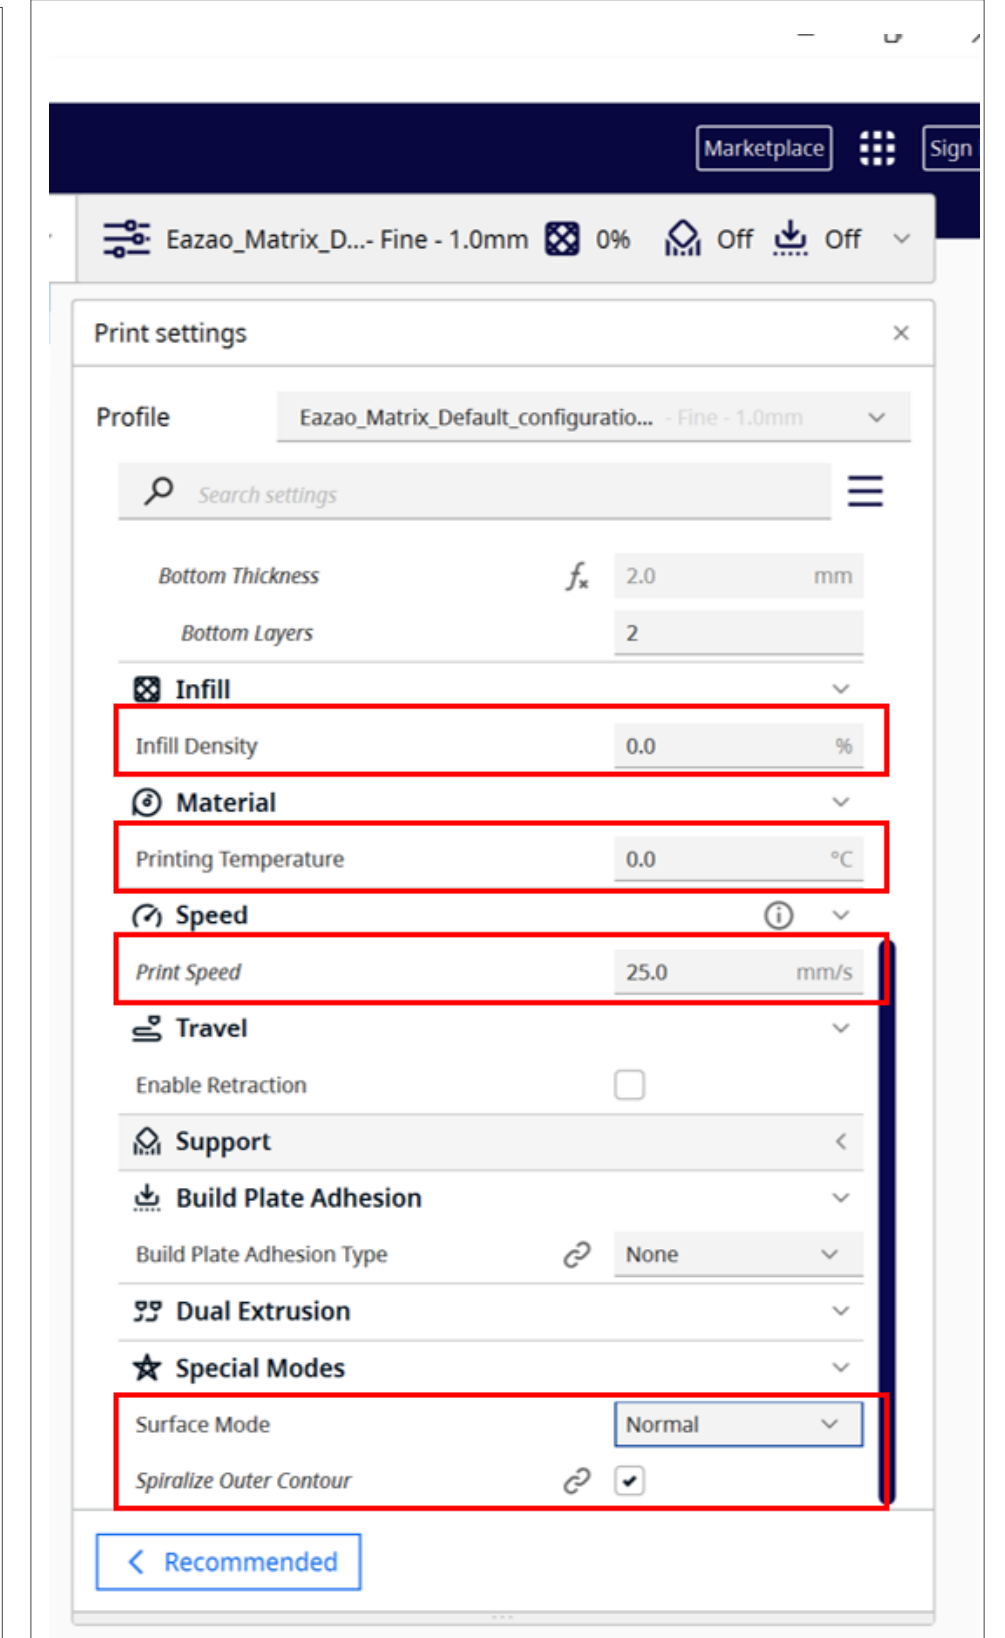 Marketplace
Sign
Eazao_Matrix_D...- Fine - 1.0mm 0% Off Off
Print settings
Profile Eazao_Matrix_Default_configuratio... - Fine - 1.0mm
Search settings
Bottom Thickness 2.0 mm
Bottom Layers 2
Infill
Infill Density 0.0 %
Material
Printing Temperature 0.0 °C
Speed
Print Speed 25.0 mm/s
Travel
Enable Retraction
Support
Build Plate Adhesion
Build Plate Adhesion Type None
Dual Extrusion
Special Modes
Surface Mode Normal
Spiralize Outer Contour
Recommended